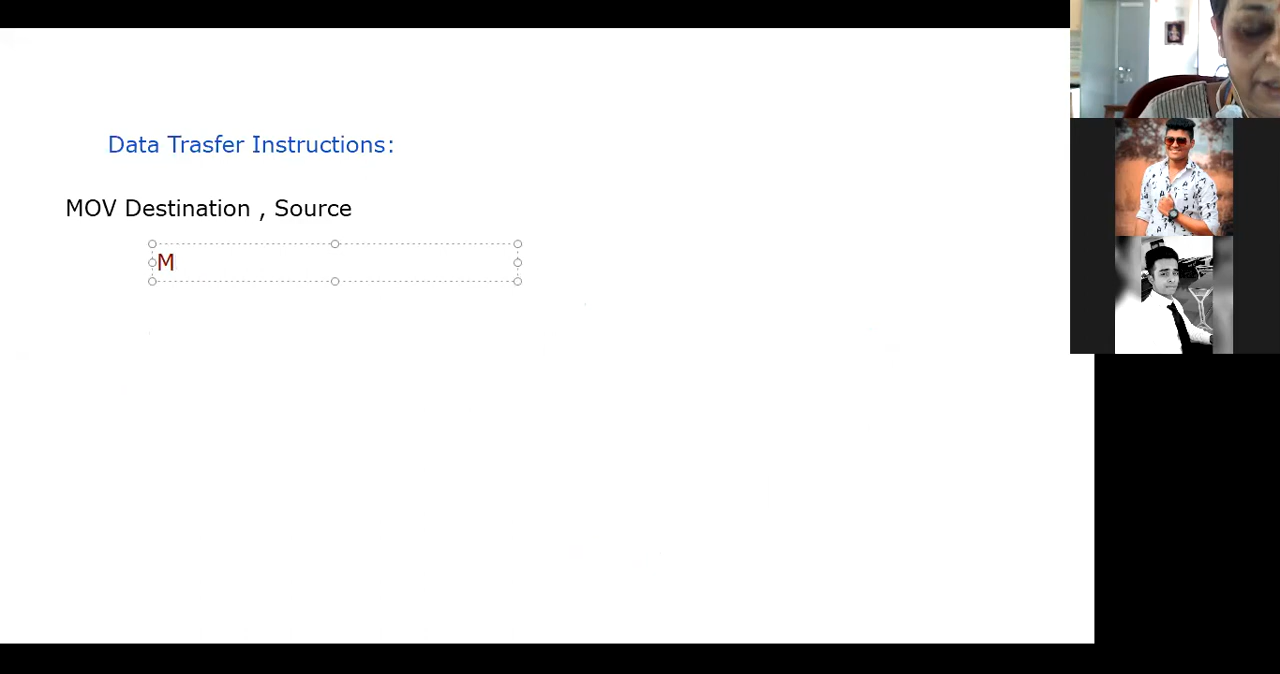 Data Trasfer Instructions:
MOV Destination , Source
M